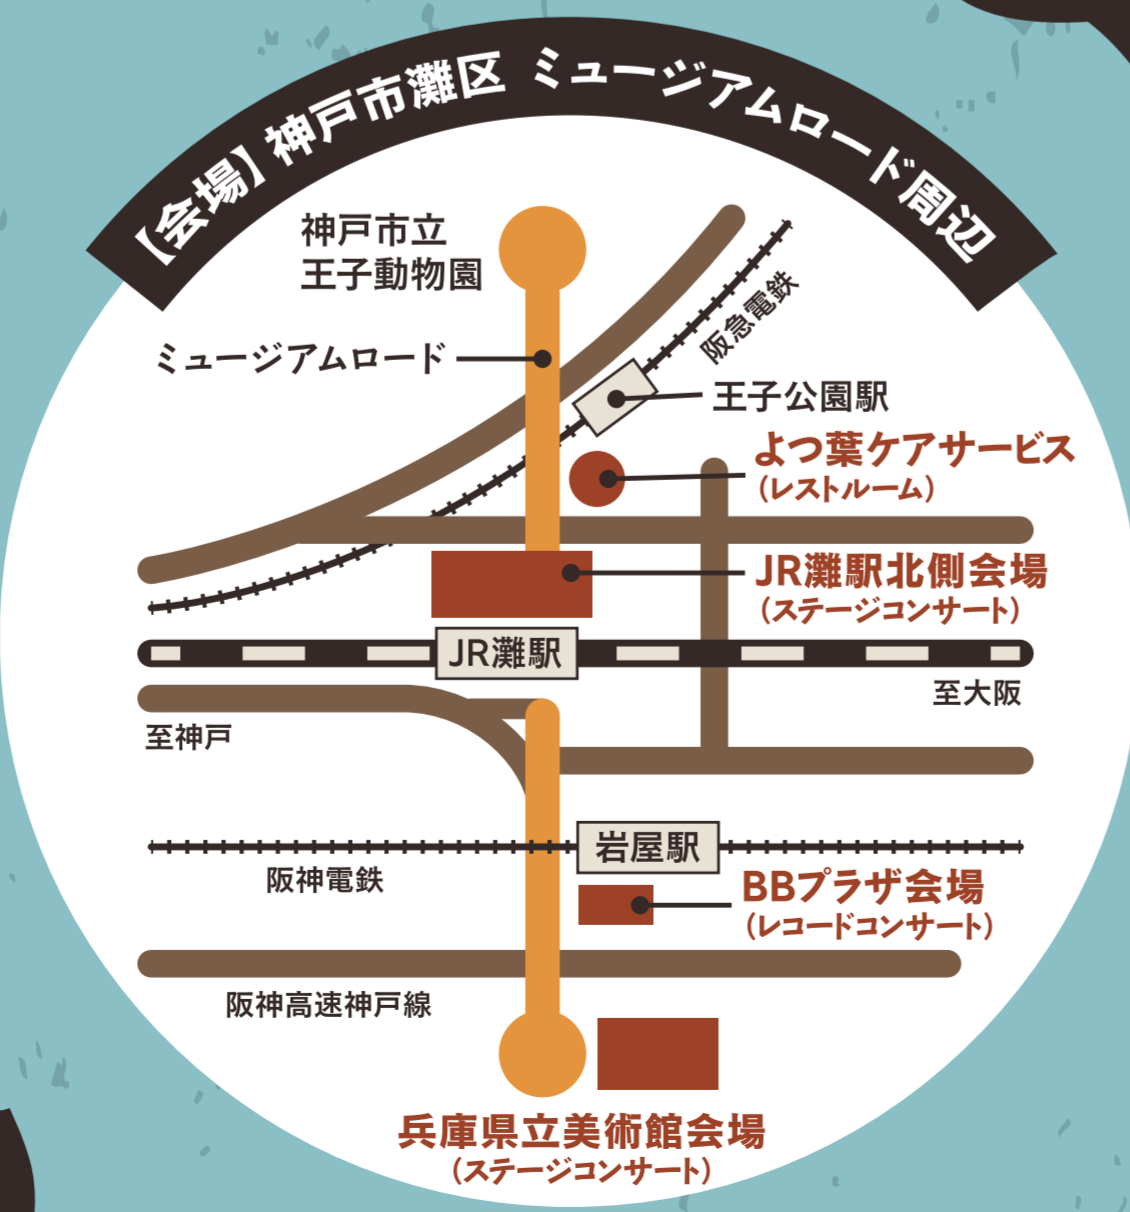 【会場】神戸市灘区 ミュージアムロード周辺
神戸市立
王子動物園
ミュージアムロード
阪急電鉄
王子公園駅
よつ葉ケアサービス
(レストルーム)
JR灘駅北側会場
(ステージコンサート)
JR灘駅
至大阪
至神戸
岩屋駅
阪神電鉄
BBプラザ会場
(レコードコンサート)
阪神高速神戸線
兵庫県立美術館会場
(ステージコンサート)